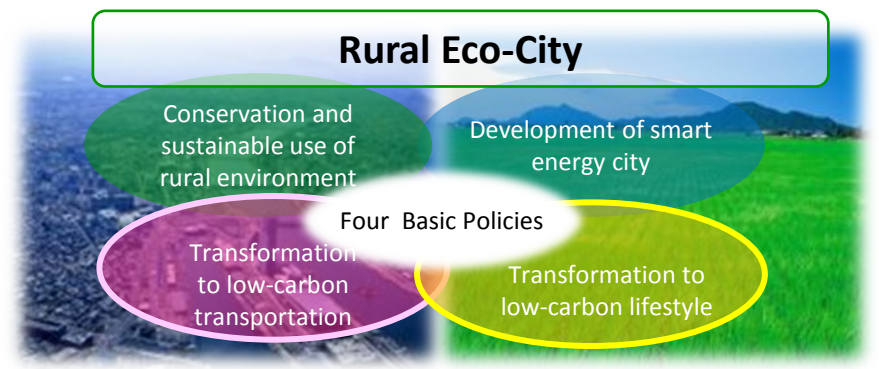 Rural Eco-City
Conservation and
sustainable use of
rural environment
Development of smart
energy city
Four Basic Policies
Transformation
to low-carbon
transportation
Transformation to
low-carbon lifestyle